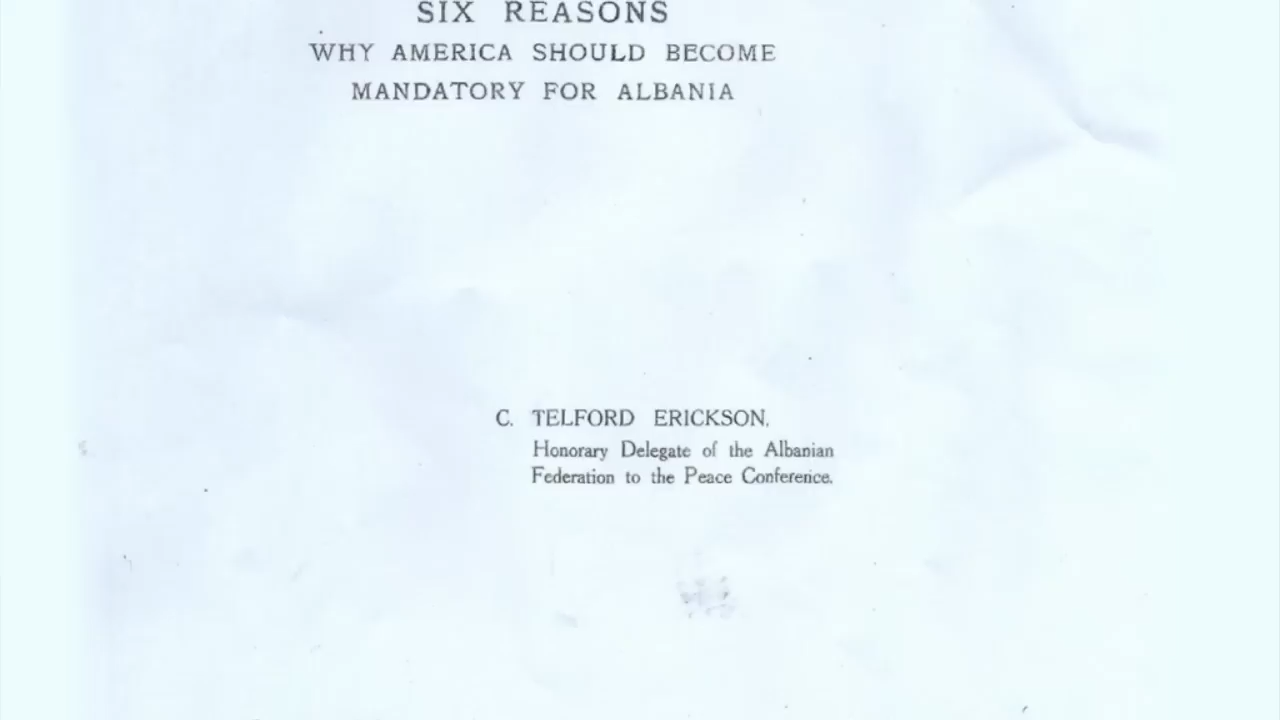 SIX REASONS
WHY AMERICA SHOULD BECOME
MANDATORY FOR ALBANIA
C. TELFORD ERICKSON,
Honorary Delegate of the Albanian
Federation to the Peace Conference.